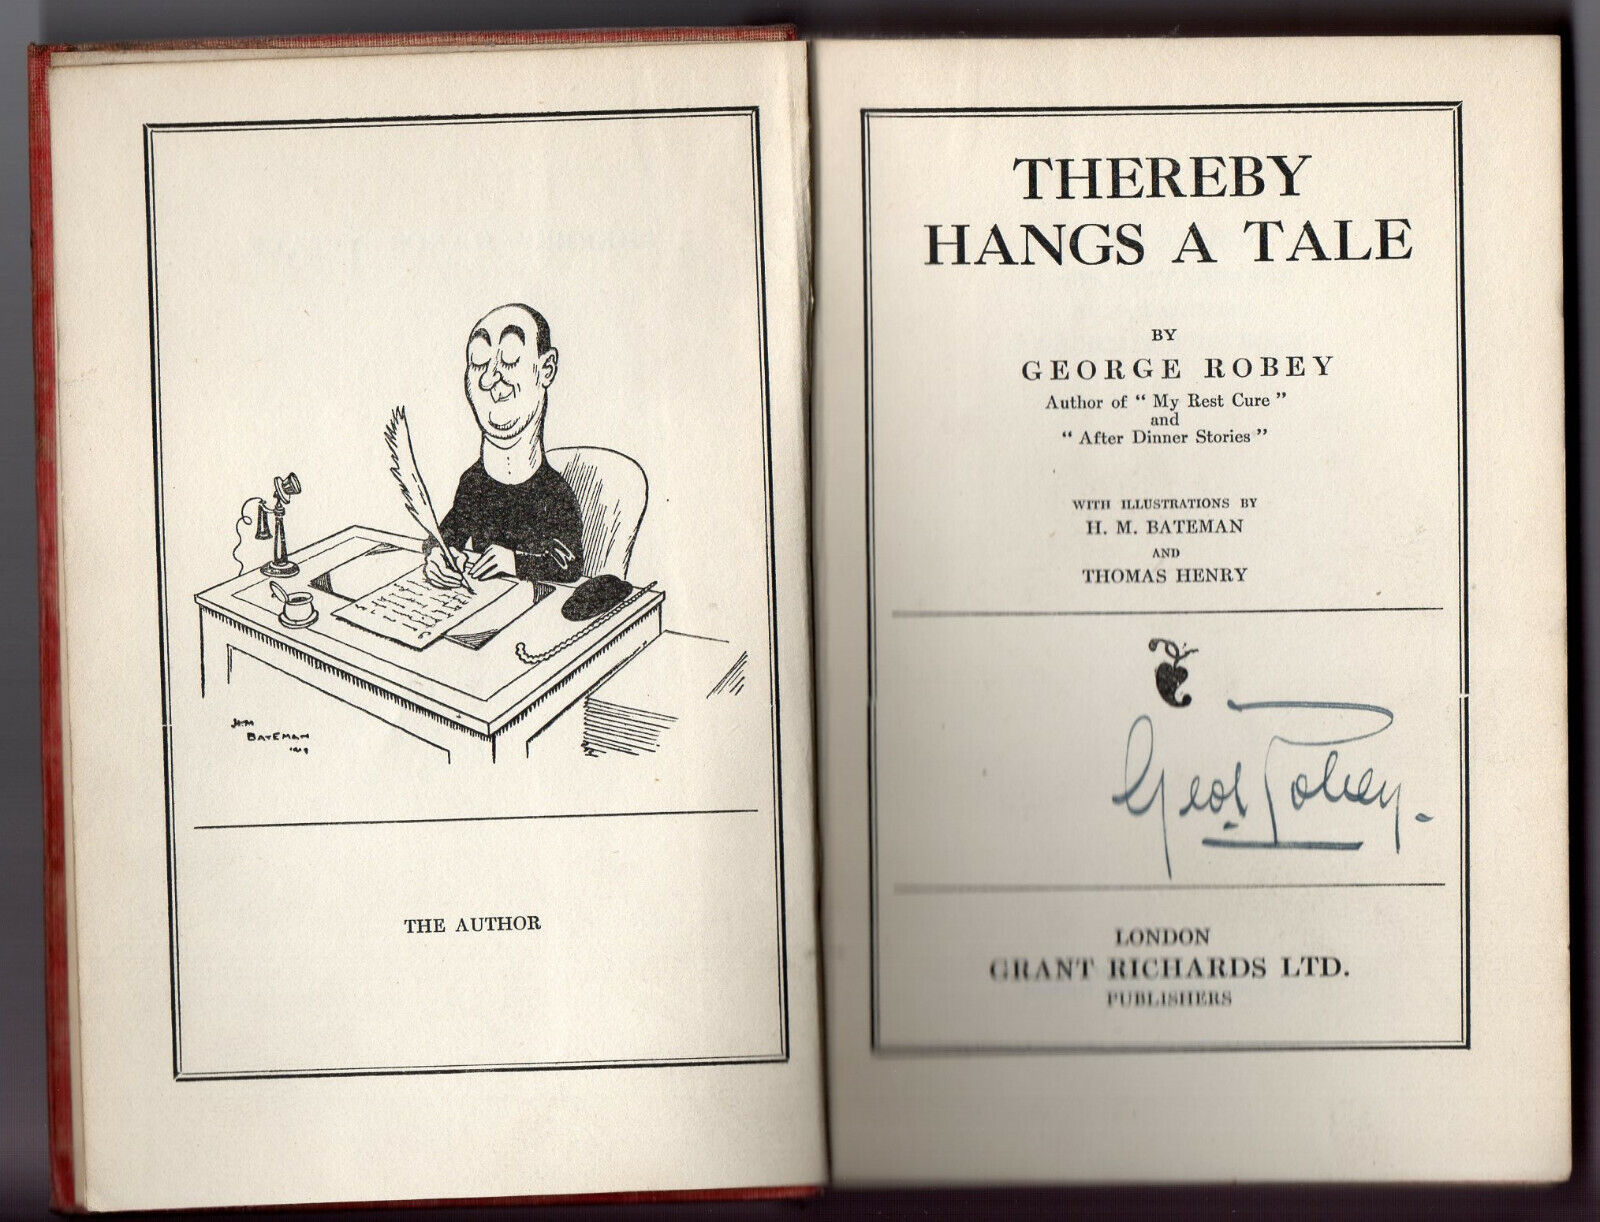 H.M
BATEMAN
1919
THE AUTHOR
THEREBY
HANGS A TALE
BY
GEORGE ROBEY
Author of " My Rest Cure "
and
" After Dinner Stories "
WITH ILLUSTRATIONS BY
H. M. BATEMAN
AND
THOMAS HENRY
Geo. Robey.
LONDON
GRANT RICHARDS LTD.
PUBLISHERS